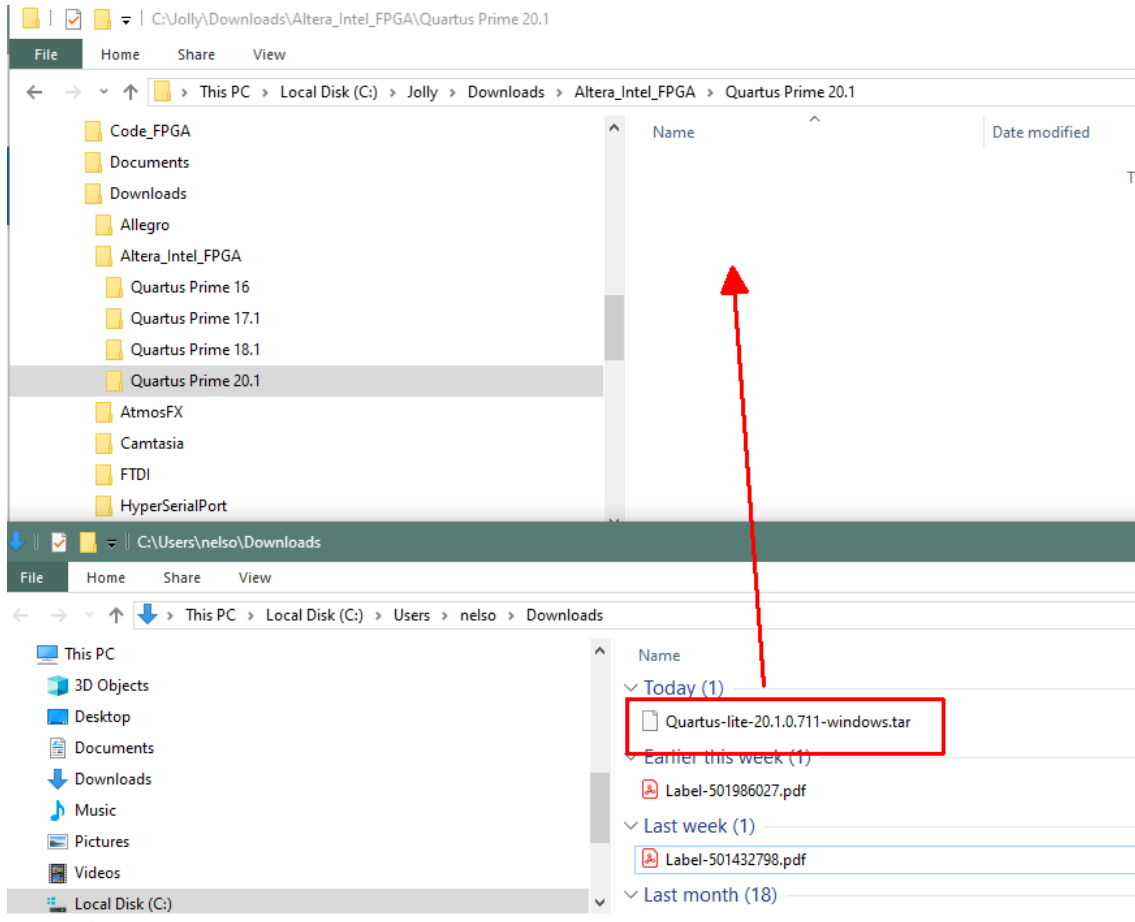 C:\Jolly\Downloads\Altera_Intel_FPGA\Quartus Prime 20.1
File Home Share View
This PC > Local Disk (C:) > Jolly > Downloads > Altera_Intel_FPGA > Quartus Prime 20.1
Code_FPGA
Documents
Downloads
Allegro
Altera_Intel_FPGA
Quartus Prime 16
Quartus Prime 17.1
Quartus Prime 18.1
Quartus Prime 20.1
AtmosFX
Camtasia
FTDI
HyperSerialPort
Name Date modified
T
C:\Users\nelso\Downloads
File Home Share View
This PC > Local Disk (C:) > Users > nelso > Downloads
This PC
3D Objects
Desktop
Documents
Downloads
Music
Pictures
Videos
Local Disk (C:)
Name
Today (1)
Quartus-lite-20.1.0.711-windows.tar
Earlier this week (1)
Label-501986027.pdf
Last week (1)
Label-501432798.pdf
Last month (18)